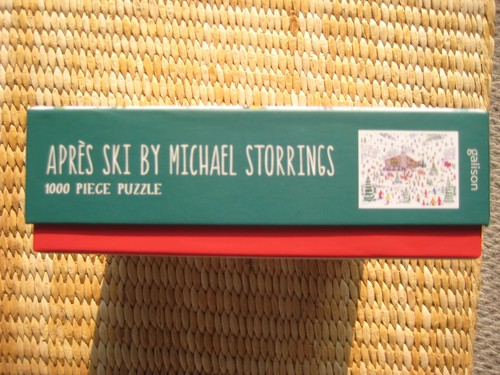 APRÈS SKI BY MICHAEL STORRINGS
1000 PIECE PUZZLE
galison